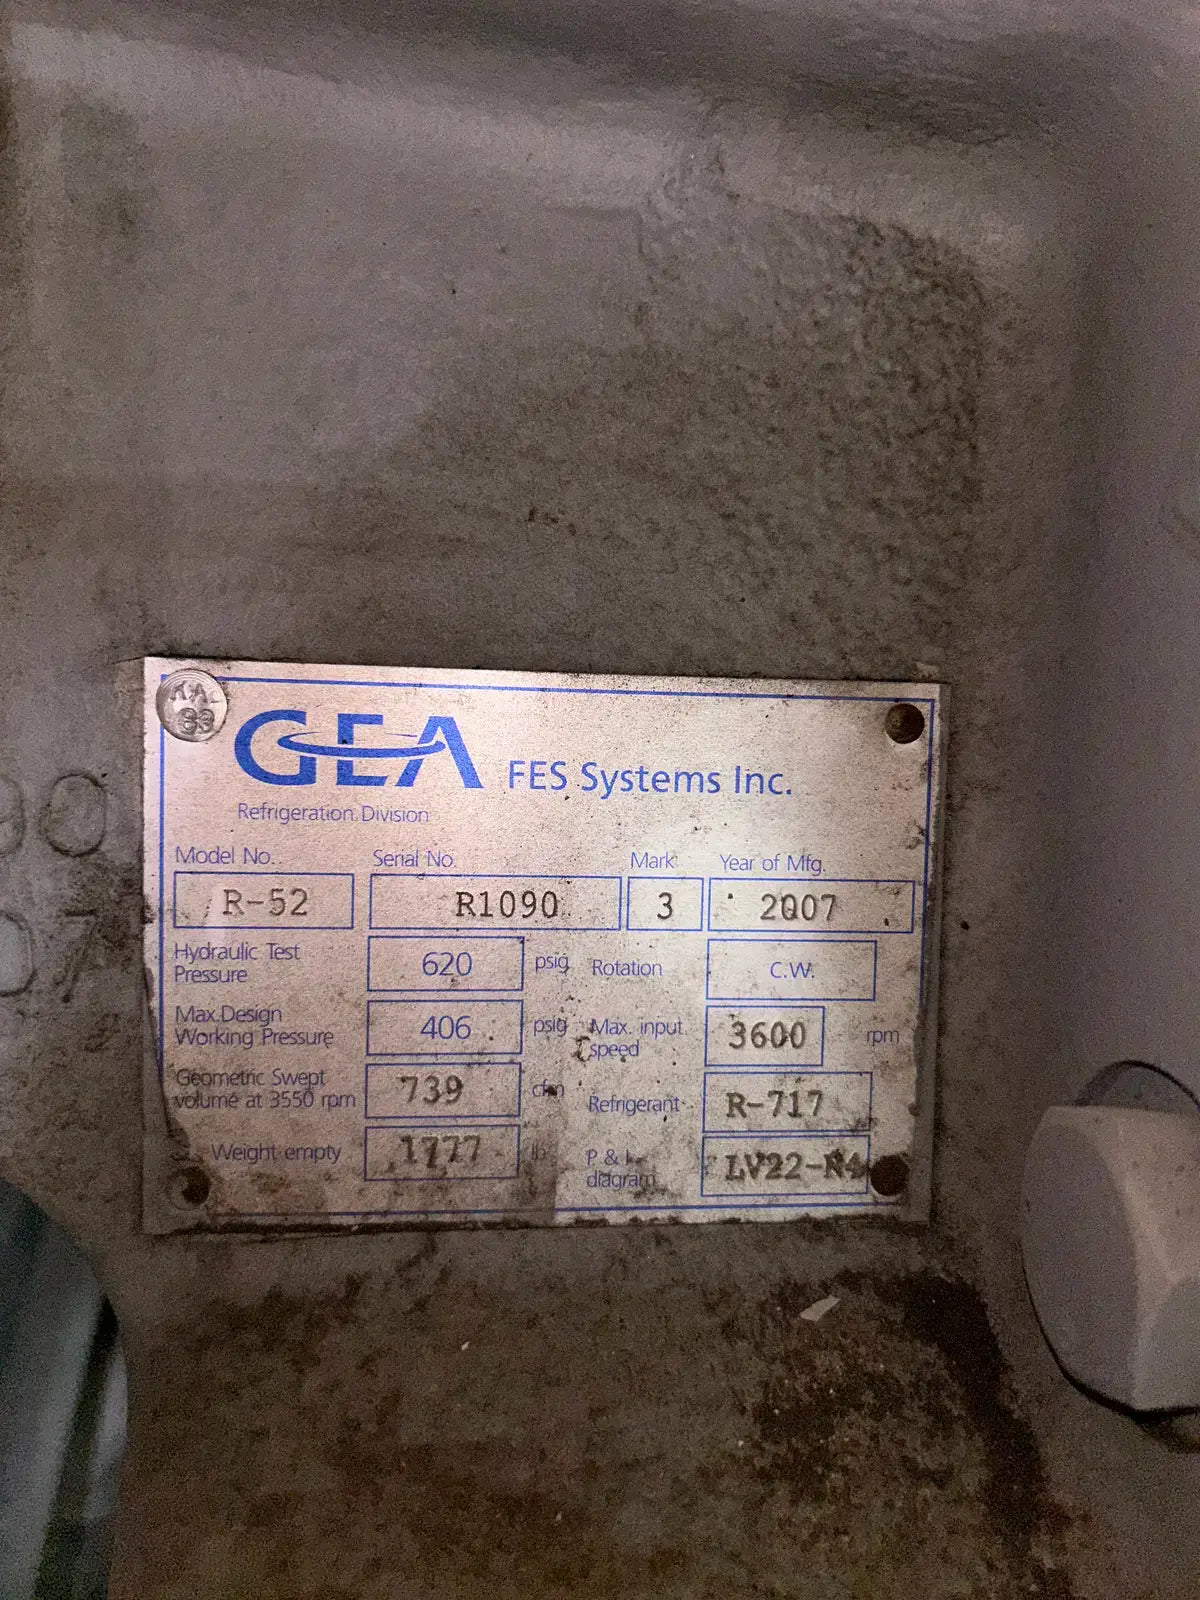 GEA FES Systems Inc.
Refrigeration Division
Model No. Serial No. Mark Year of Mfg.
R-52 R1090 3 2007
Hydraulic Test Pressure 620 psig Rotation C.W.
Max. Design Working Pressure 406 psig Max. input speed 3600 rpm
Geometric Swept volume at 3550 rpm 739 cfm Refrigerant R-717
Weight empty 1777 lb P & I diagram